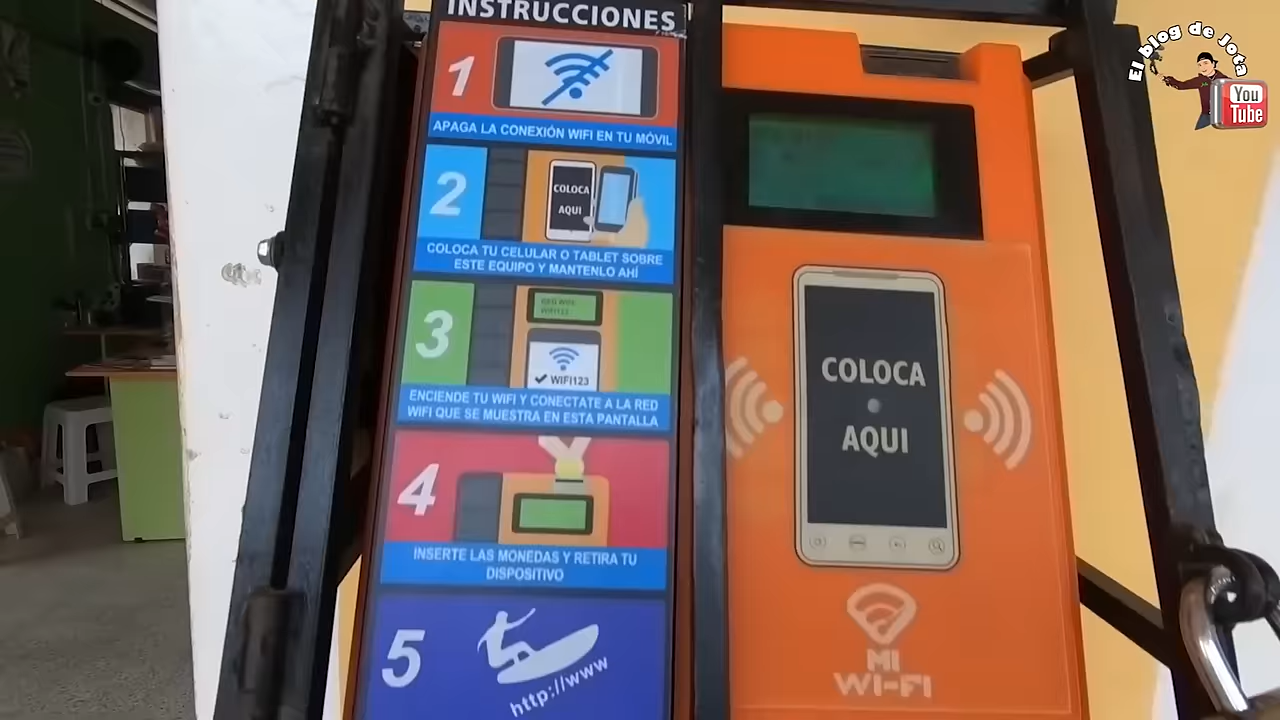 INSTRUCCIONES
1
APAGA LA CONEXIÓN WIFI EN TU MÓVIL
2
COLOCA
AQUI
COLOCA TU CELULAR O TABLET SOBRE
ESTE EQUIPO Y MANTENLO AHÍ
3
WIFI123
WIFI123
ENCIENDE TU WIFI Y CONECTATE A LA RED
WIFI QUE SE MUESTRA EN ESTA PANTALLA
4
INSERTE LAS MONEDAS Y RETIRA TU
DISPOSITIVO
5
http://www
COLOCA
AQUI
MI
WI-FI
El blog de Jota
You
Tube